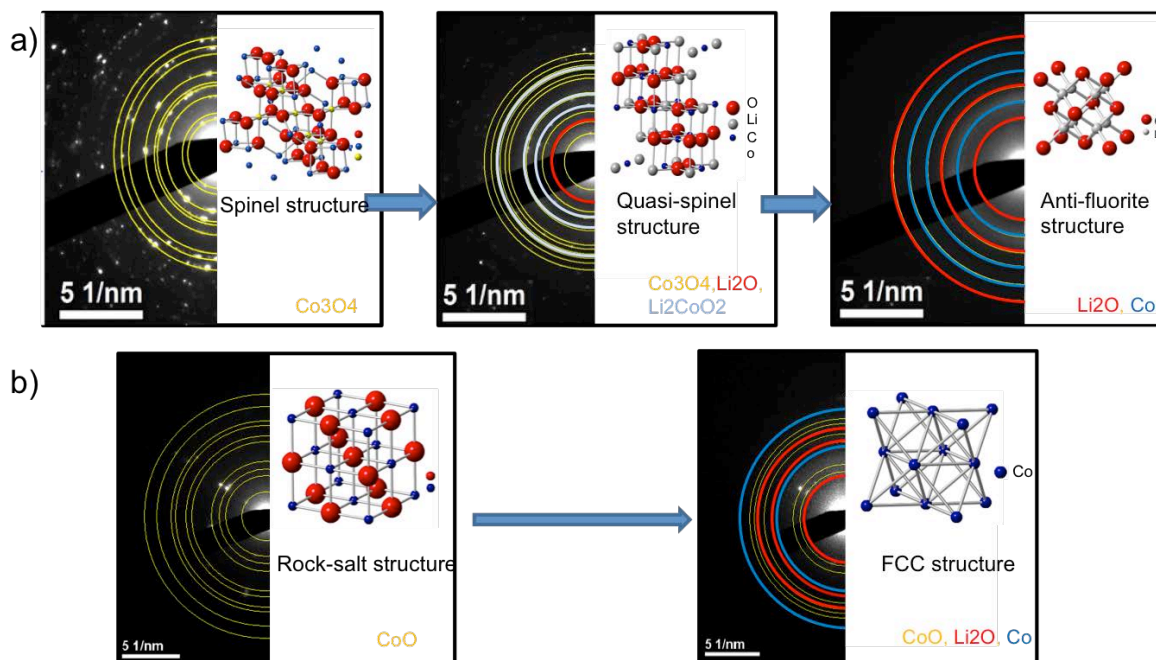 a)
Spinel structure
Co3O4
5 1/nm
O
Li
C
o
Quasi-spinel
structure
Co3O4,Li2O,
Li2CoO2
5 1/nm
Anti-fluorite
structure
Li2O, Co
5 1/nm
b)
Rock-salt structure
CoO
5 1/nm
Co
FCC structure
CoO, Li2O, Co
5 1/nm